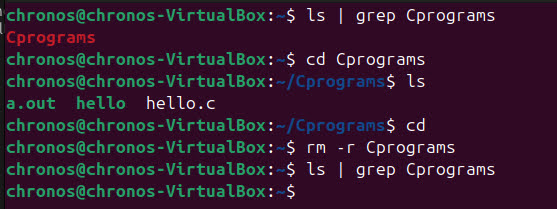 chronos@chronos-VirtualBox:~$ ls | grep Cprograms
Cprograms
chronos@chronos-VirtualBox:~$ cd Cprograms
chronos@chronos-VirtualBox:~/Cprograms$ ls
a.out  hello  hello.c
chronos@chronos-VirtualBox:~/Cprograms$ cd
chronos@chronos-VirtualBox:~$ rm -r Cprograms
chronos@chronos-VirtualBox:~$ ls | grep Cprograms
chronos@chronos-VirtualBox:~$